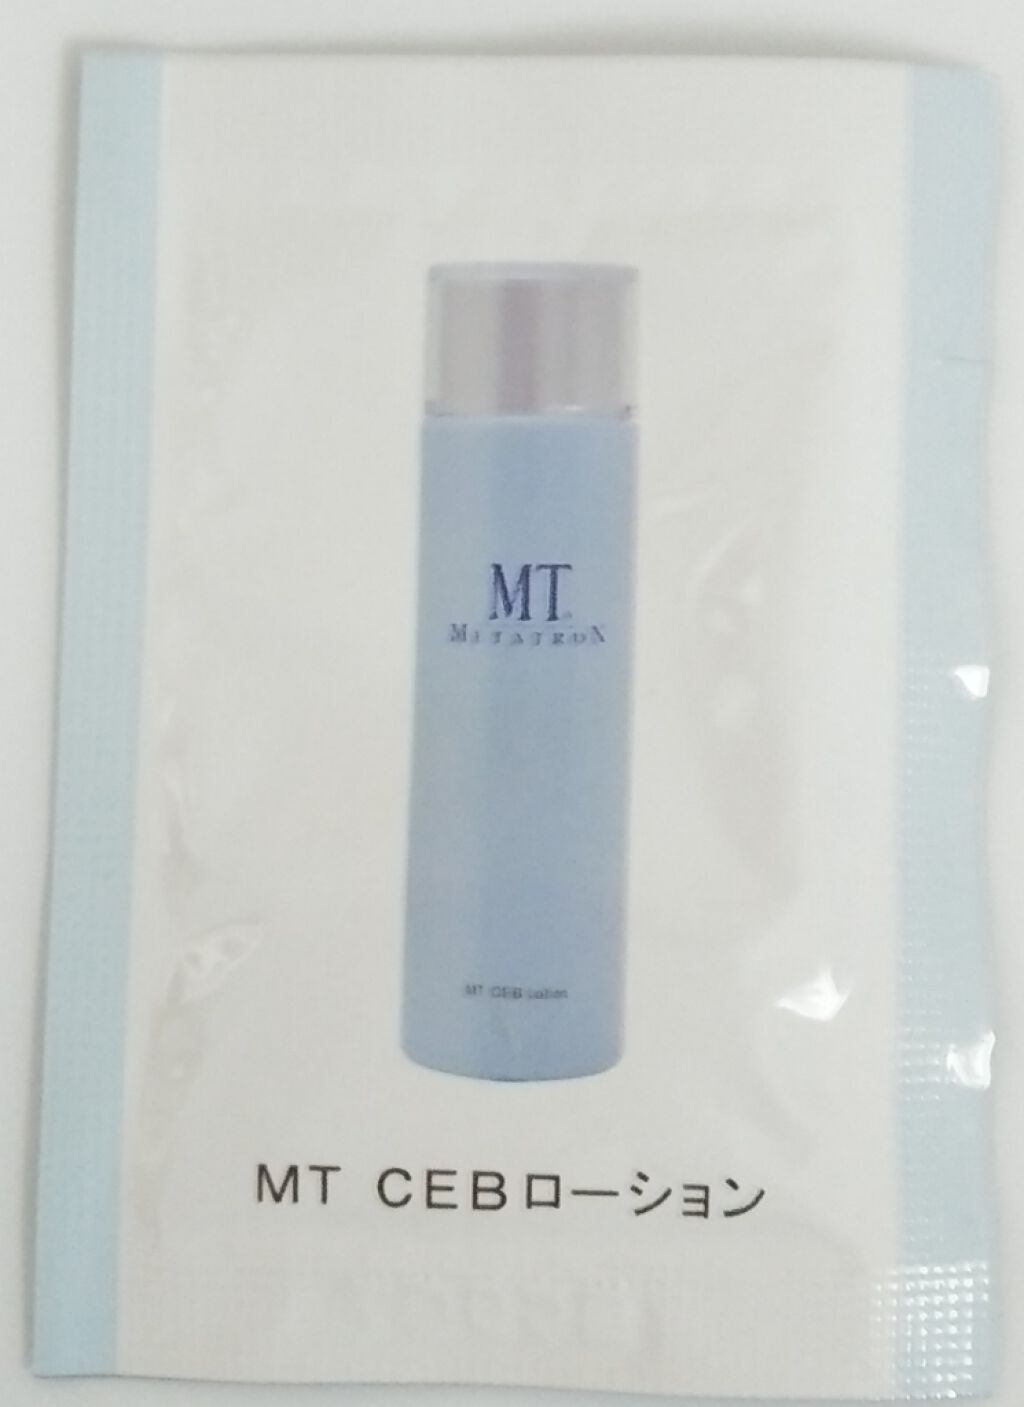 MT
METATRON
MT CEB Lotion
MT CEBローション